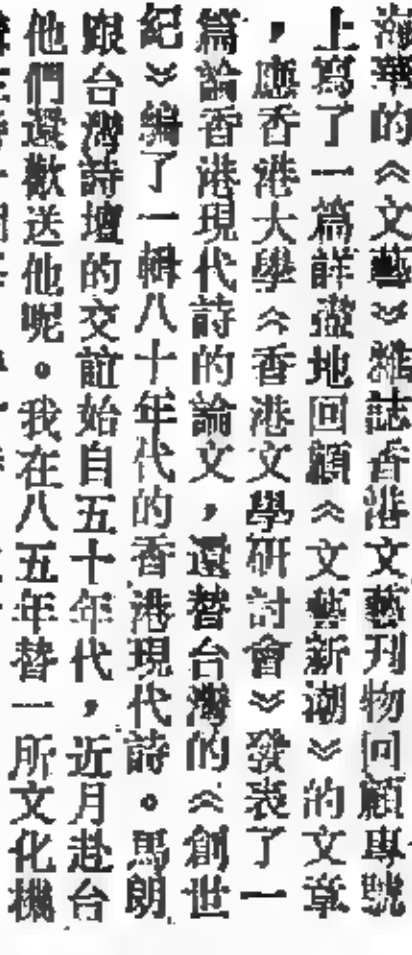 海華的《文藝》雜誌香港文藝刊物回顧專號
上寫了一篇詳盡地回顧《文藝新潮》的文章
，應香港大學《香港文學研討會》發表了一
篇論香港現代詩的論文，還替台灣的《創世
紀》編了一輯八十年代的香港現代詩。馬朗
跟台灣詩壇的交誼始自五十年代，近月赴台
他們還歡送他呢。我在八五年替一所文化機